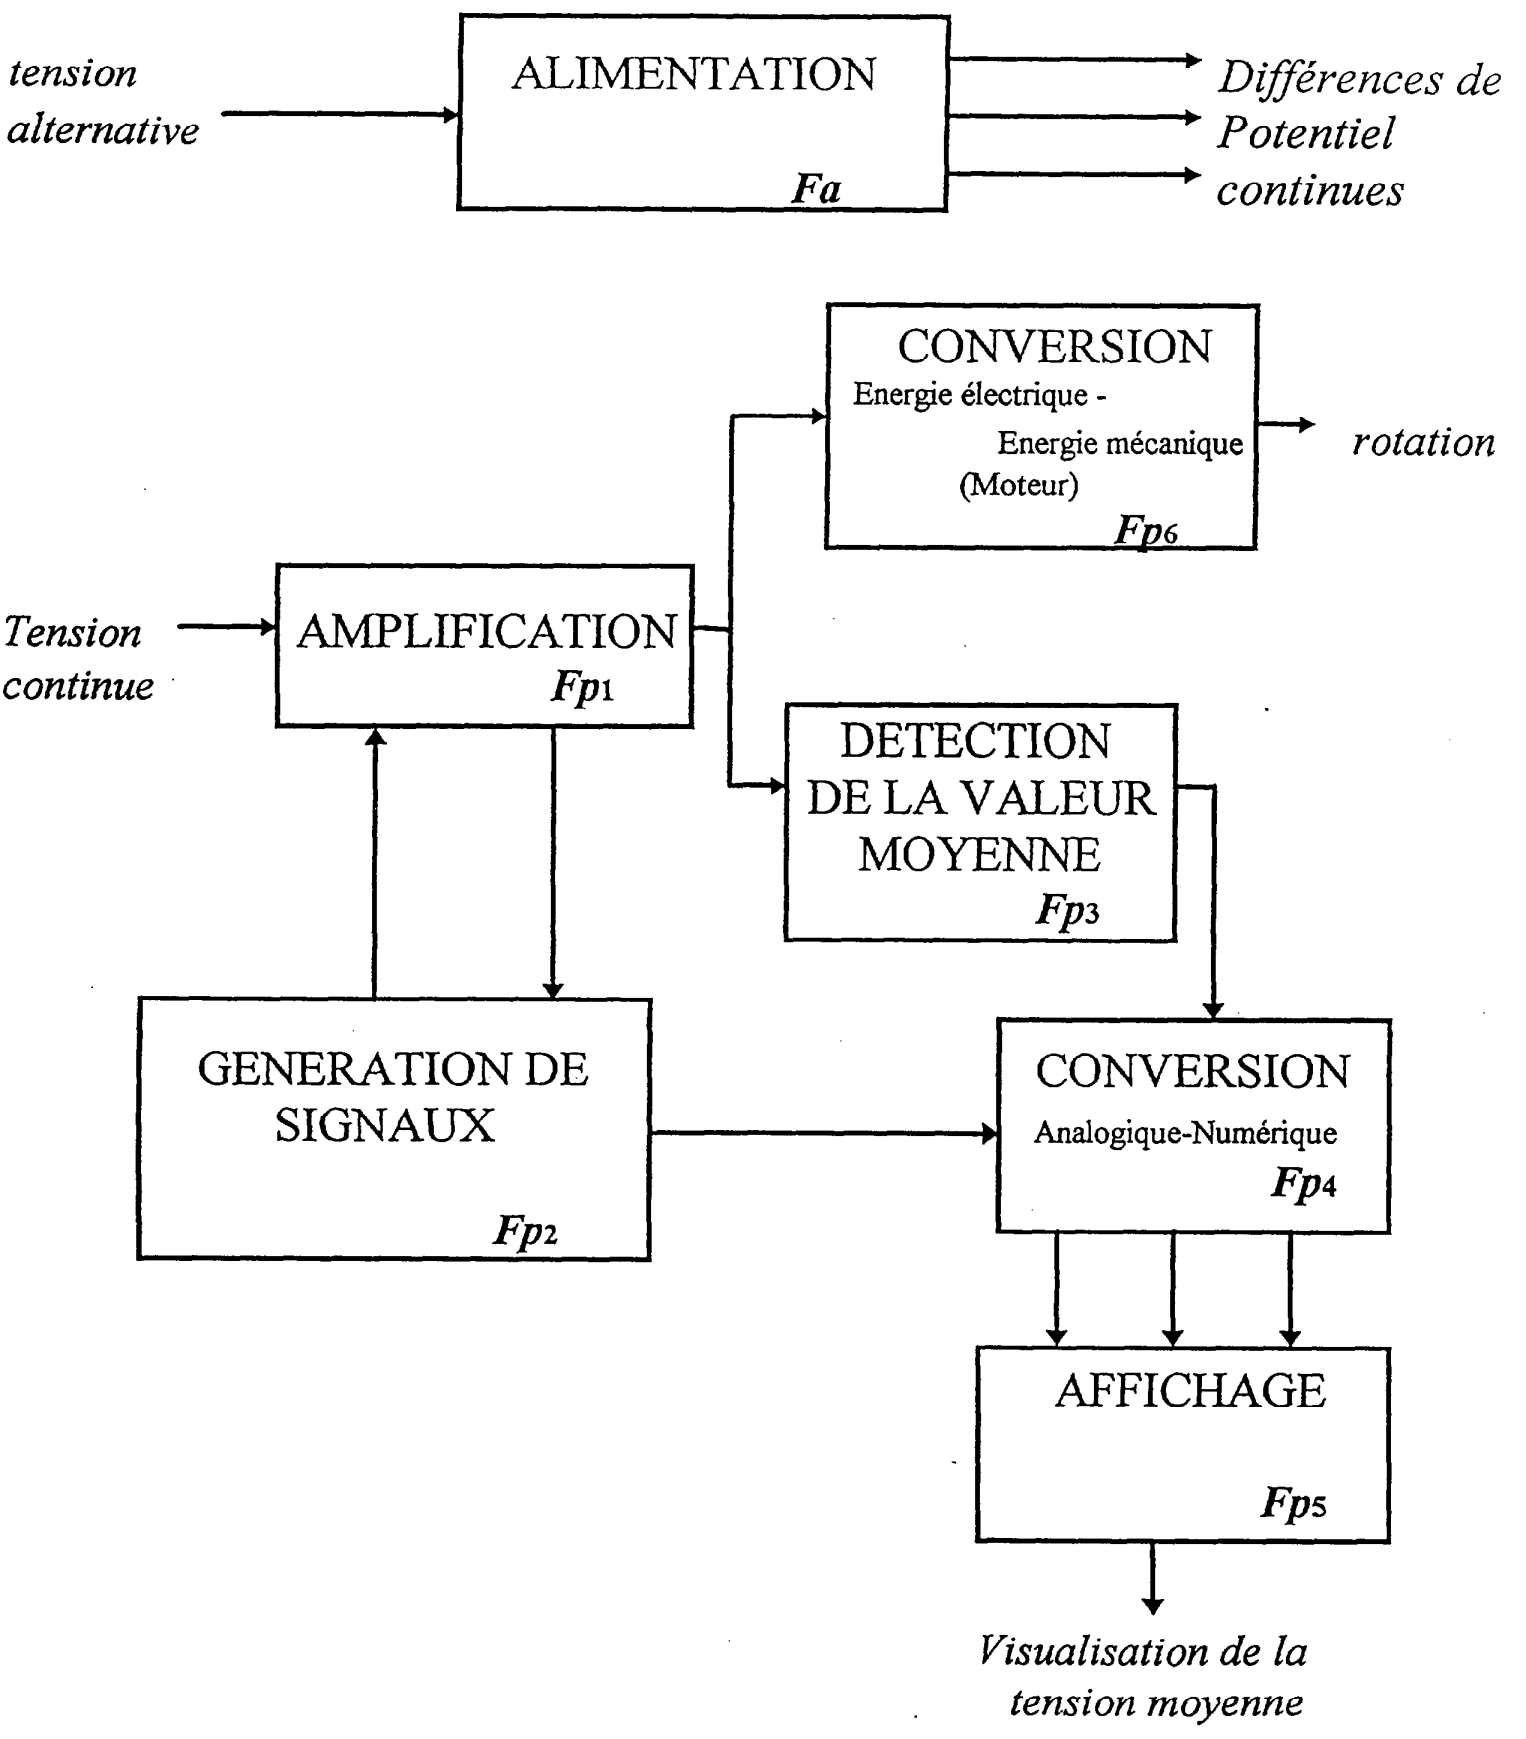 tension
alternative
ALIMENTATION
Fa
Différences de
Potentiel
continues
CONVERSION
Energie électrique -
Energie mécanique
(Moteur)
Fp6
rotation
Tension
continue
AMPLIFICATION
Fp1
DETECTION
DE LA VALEUR
MOYENNE
Fp3
GENERATION DE
SIGNAUX
Fp2
CONVERSION
Analogique-Numérique
Fp4
AFFICHAGE
Fp5
Visualisation de la
tension moyenne